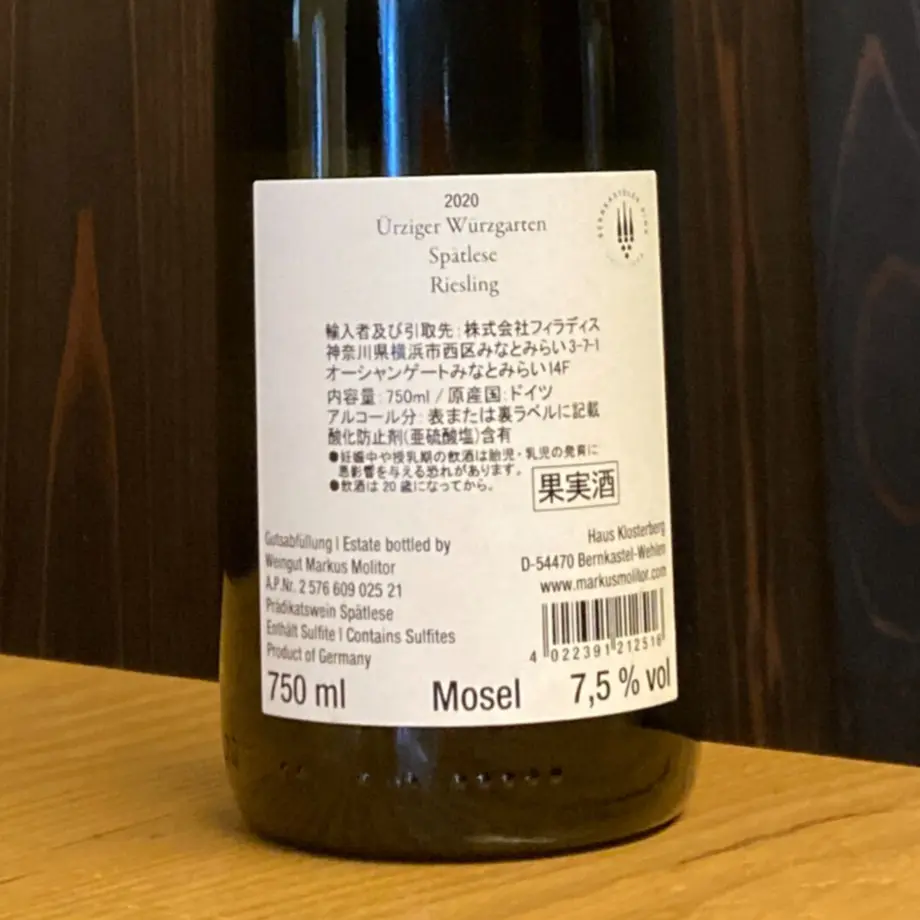 2020
Ürziger Würzgarten
Spätlese
Riesling
輸入者及び引取先:株式会社フィラディス
神奈川県横浜市西区みなとみらい3-7-1
オーシャンゲートみなとみらい14F
内容量:750ml / 原産国:ドイツ
アルコール分:表または裏ラベルに記載
酸化防止剤(亜硫酸塩)含有
●妊娠中や授乳期の飲酒は胎児・乳児の発育に
悪影響を与える恐れがあります。
●飲酒は20歳になってから。
果実酒
Gutsabfüllung | Estate bottled by
Weingut Markus Molitor
A.P.Nr. 2 576 609 025 21
Prädikatswein Spätlese
Enthält Sulfite | Contains Sulfites
Product of Germany
Haus Klosterberg
D-54470 Bernkastel-Wehlen
www.markusmolitor.com
4 022391 212516
750 ml
Mosel
7,5 % vol